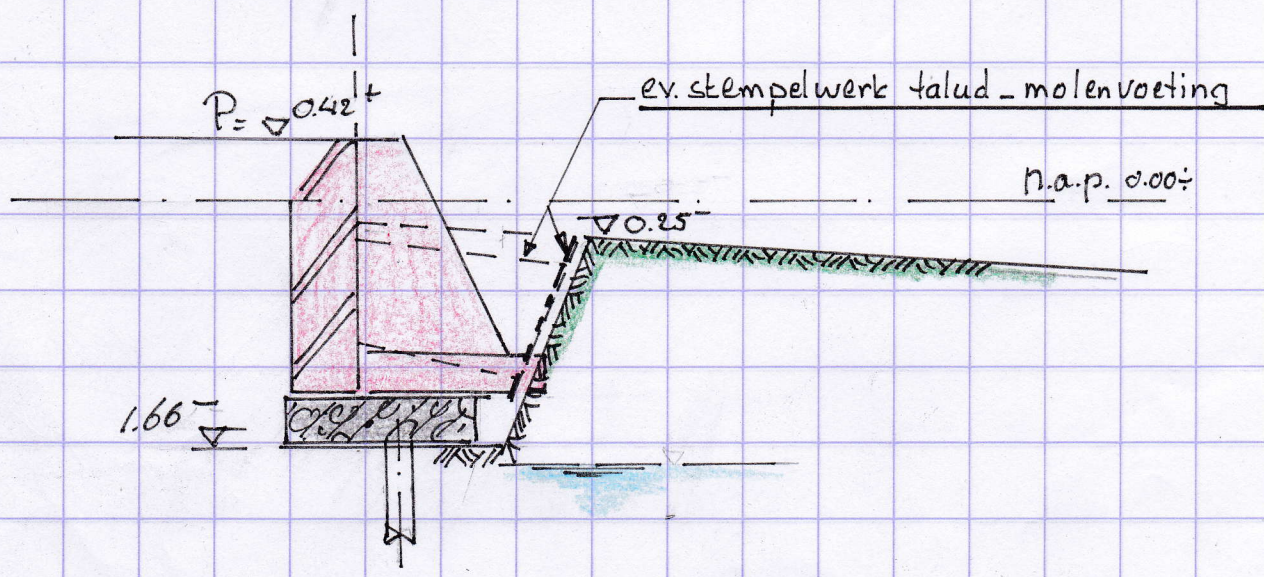 ev. stempelwerk talud - molenvoeting
P= 0.42+
n.a.p. 0.00÷
0.25-
1.66-